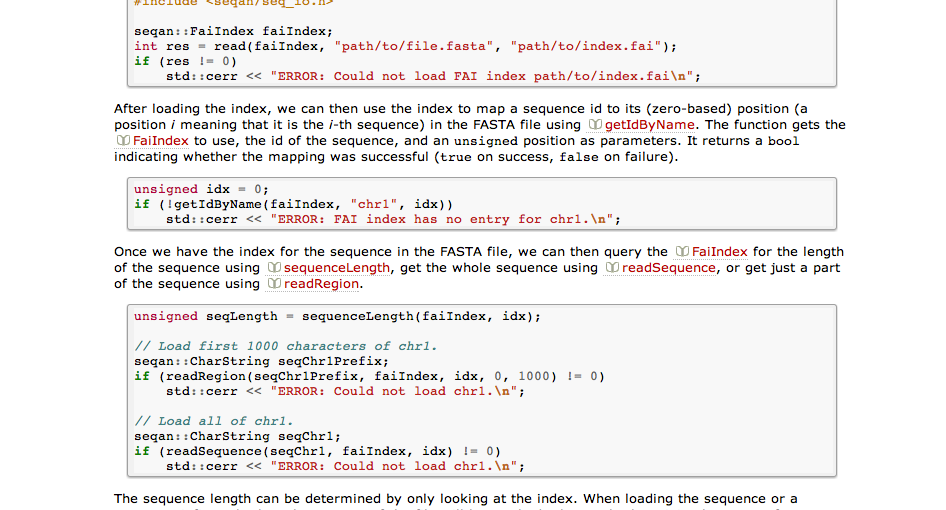 #include <seqan/seq_io.h>
seqan::FaiIndex faiIndex;
int res = read(faiIndex, "path/to/file.fasta", "path/to/index.fai");
if (res != 0)
    std::cerr << "ERROR: Could not load FAI index path/to/index.fai\n";
After loading the index, we can then use the index to map a sequence id to its (zero-based) position (a
position i meaning that it is the i-th sequence) in the FASTA file using getIdByName. The function gets the
FaiIndex to use, the id of the sequence, and an unsigned position as parameters. It returns a bool
indicating whether the mapping was successful (true on success, false on failure).
unsigned idx = 0;
if (!getIdByName(faiIndex, "chr1", idx))
    std::cerr << "ERROR: FAI index has no entry for chr1.\n";
Once we have the index for the sequence in the FASTA file, we can then query the FaiIndex for the length
of the sequence using sequenceLength, get the whole sequence using readSequence, or get just a part
of the sequence using readRegion.
unsigned seqLength = sequenceLength(faiIndex, idx);
// Load first 1000 characters of chr1.
seqan::CharString seqChr1Prefix;
if (readRegion(seqChr1Prefix, faiIndex, idx, 0, 1000) != 0)
    std::cerr << "ERROR: Could not load chr1.\n";
// Load all of chr1.
seqan::CharString seqChr1;
if (readSequence(seqChr1, faiIndex, idx) != 0)
    std::cerr << "ERROR: Could not load chr1.\n";
The sequence length can be determined by only looking at the index. When loading the sequence or a